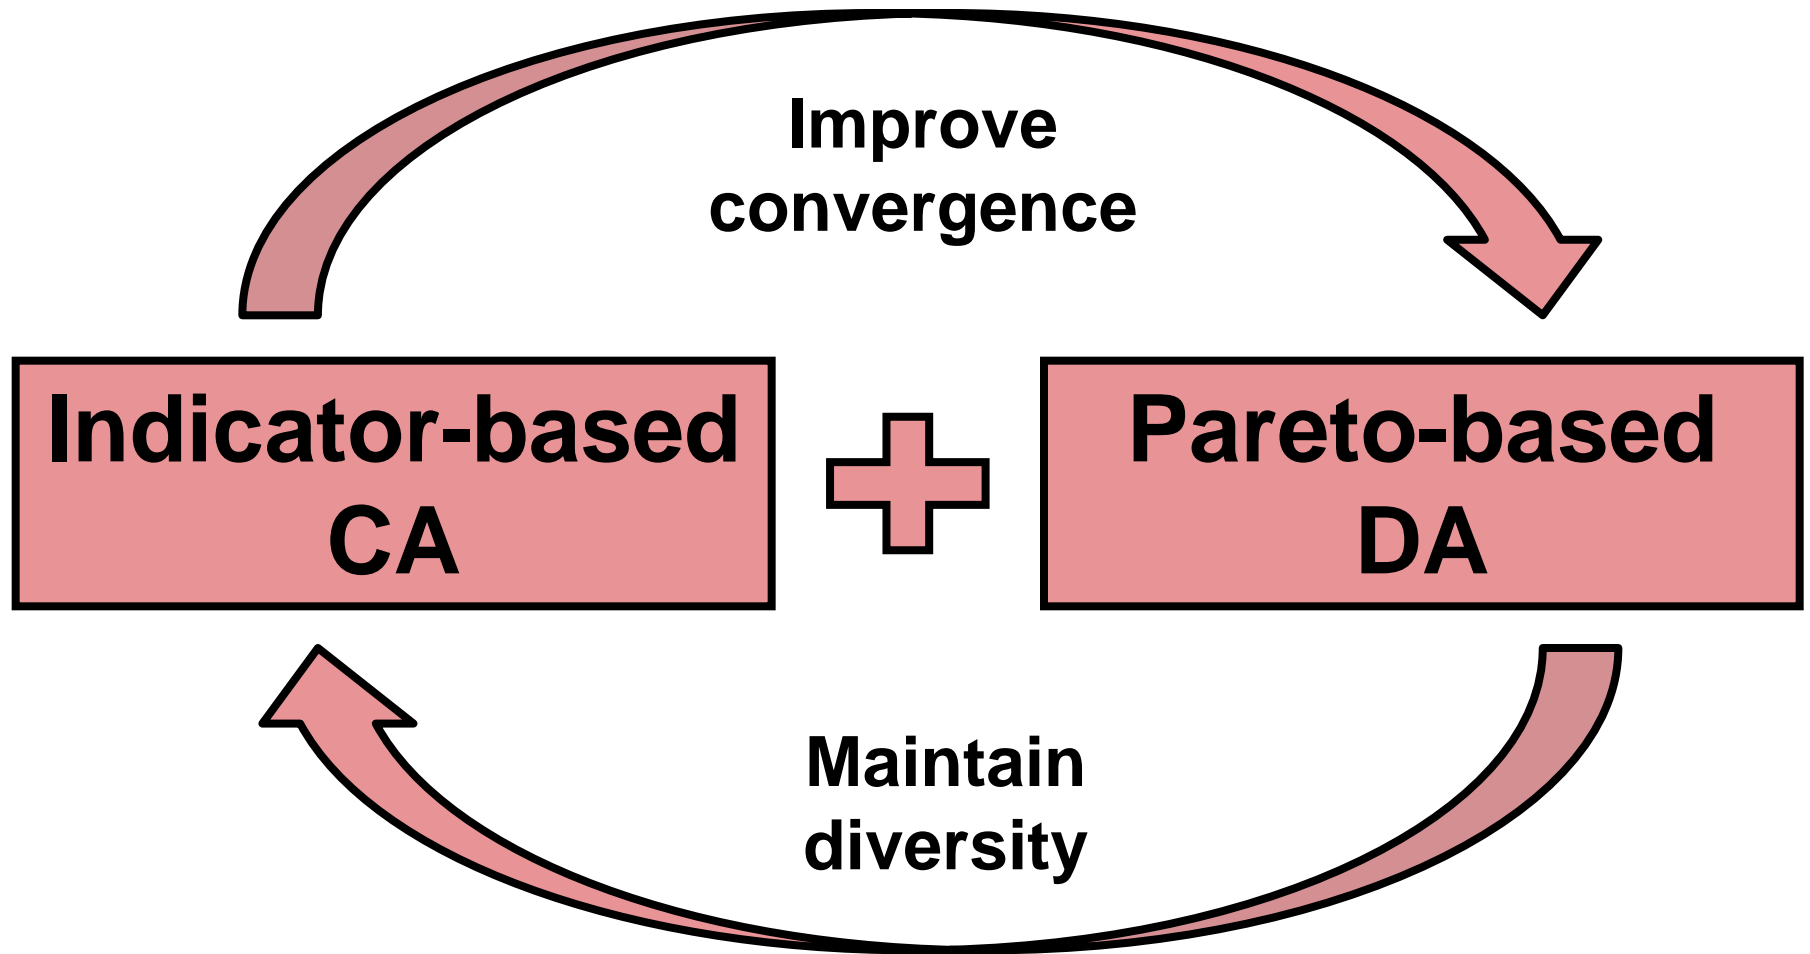 Improve
convergence
Indicator-based
CA
Pareto-based
DA
Maintain
diversity